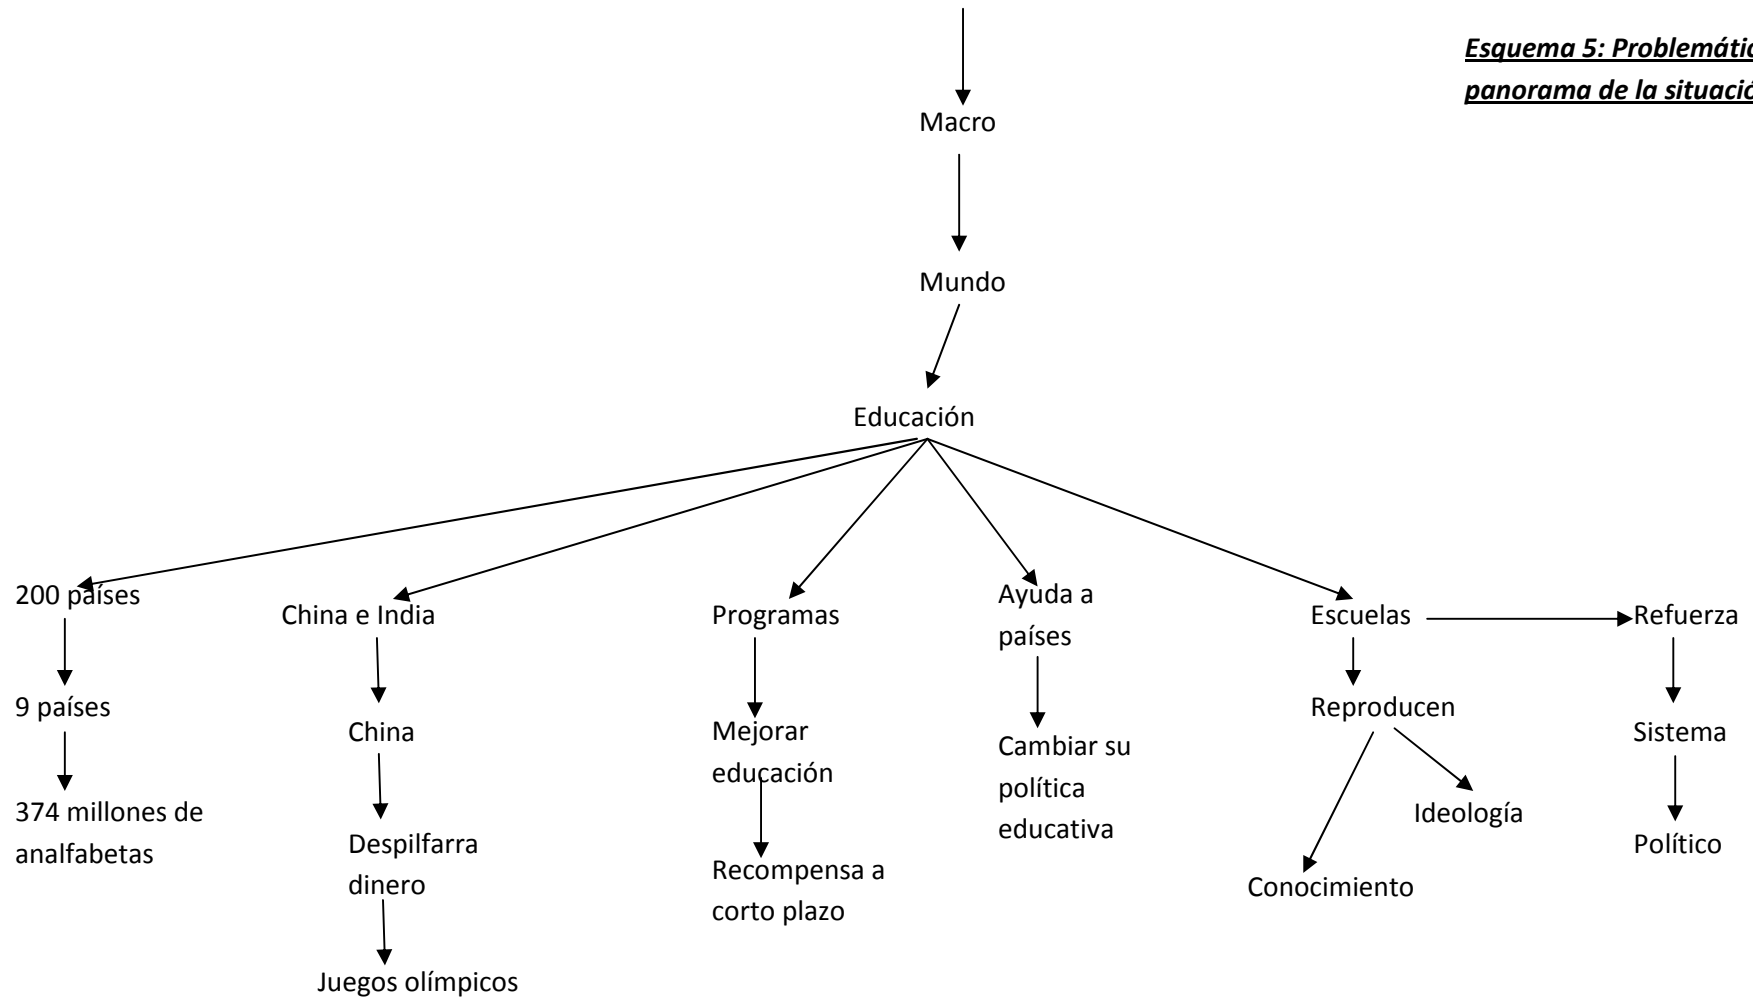 Esquema 5: Problemátic
panorama de la situació
Macro
Mundo
Educación
200 países
9 países
374 millones de
analfabetas
China e India
China
Despilfarra
dinero
Juegos olímpicos
Programas
Mejorar
educación
Recompensa a
corto plazo
Ayuda a
países
Cambiar su
política
educativa
Escuelas
Reproducen
Conocimiento
Ideología
Refuerza
Sistema
Político